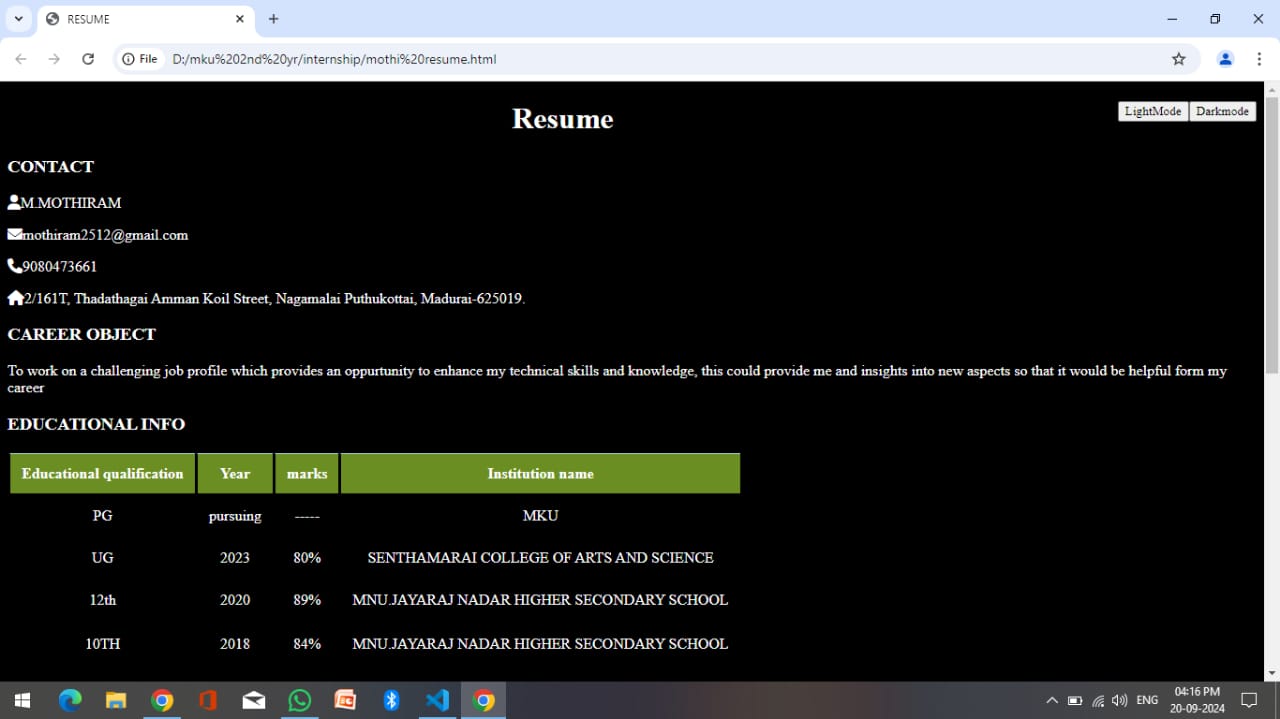 RESUME
File
D:/mku%202nd%20yr/internship/mothi%20resume.html
Resume
LightMode Darkmode
CONTACT
M.MOTHIRAM
mothiram2512@gmail.com
9080473661
2/161T, Thadathagai Amman Koil Street, Nagamalai Puthukottai, Madurai-625019.
CAREER OBJECT
To work on a challenging job profile which provides an oppurtunity to enhance my technical skills and knowledge, this could provide me and insights into new aspects so that it would be helpful form my
career
EDUCATIONAL INFO
Educational qualification Year marks Institution name
PG pursuing ----- MKU
UG 2023 80% SENTHAMARAI COLLEGE OF ARTS AND SCIENCE
12th 2020 89% MNU.JAYARAJ NADAR HIGHER SECONDARY SCHOOL
10TH 2018 84% MNU.JAYARAJ NADAR HIGHER SECONDARY SCHOOL
ENG
04:16 PM
20-09-2024